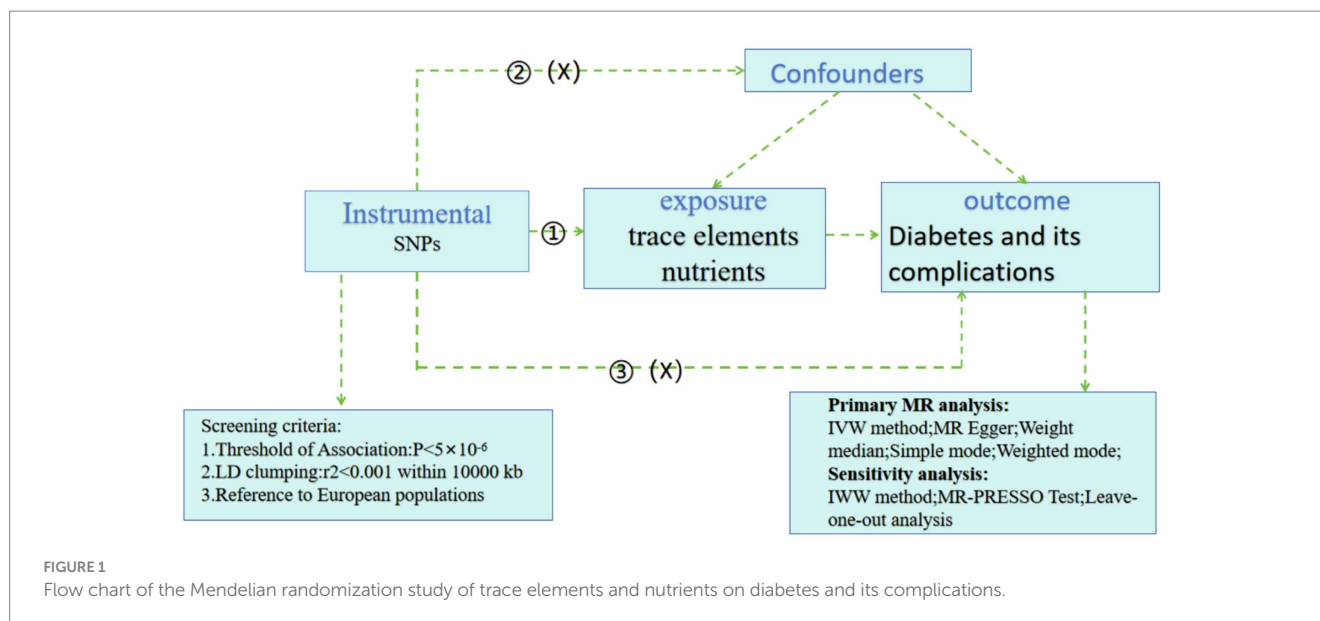 ② (X)
Confounders
Instrumental
SNPs
①
exposure
trace elements
nutrients
outcome
Diabetes and its
complications
③ (X)
Screening criteria:
1.Threshold of Association:P<5×10⁻⁶
2.LD clumping:r2<0.001 within 10000 kb
3.Reference to European populations
Primary MR analysis:
IVW method;MR Egger;Weight
median;Simple mode;Weighted mode;
Sensitivity analysis:
IWW method;MR-PRESSO Test;Leave-
one-out analysis
FIGURE 1
Flow chart of the Mendelian randomization study of trace elements and nutrients on diabetes and its complications.